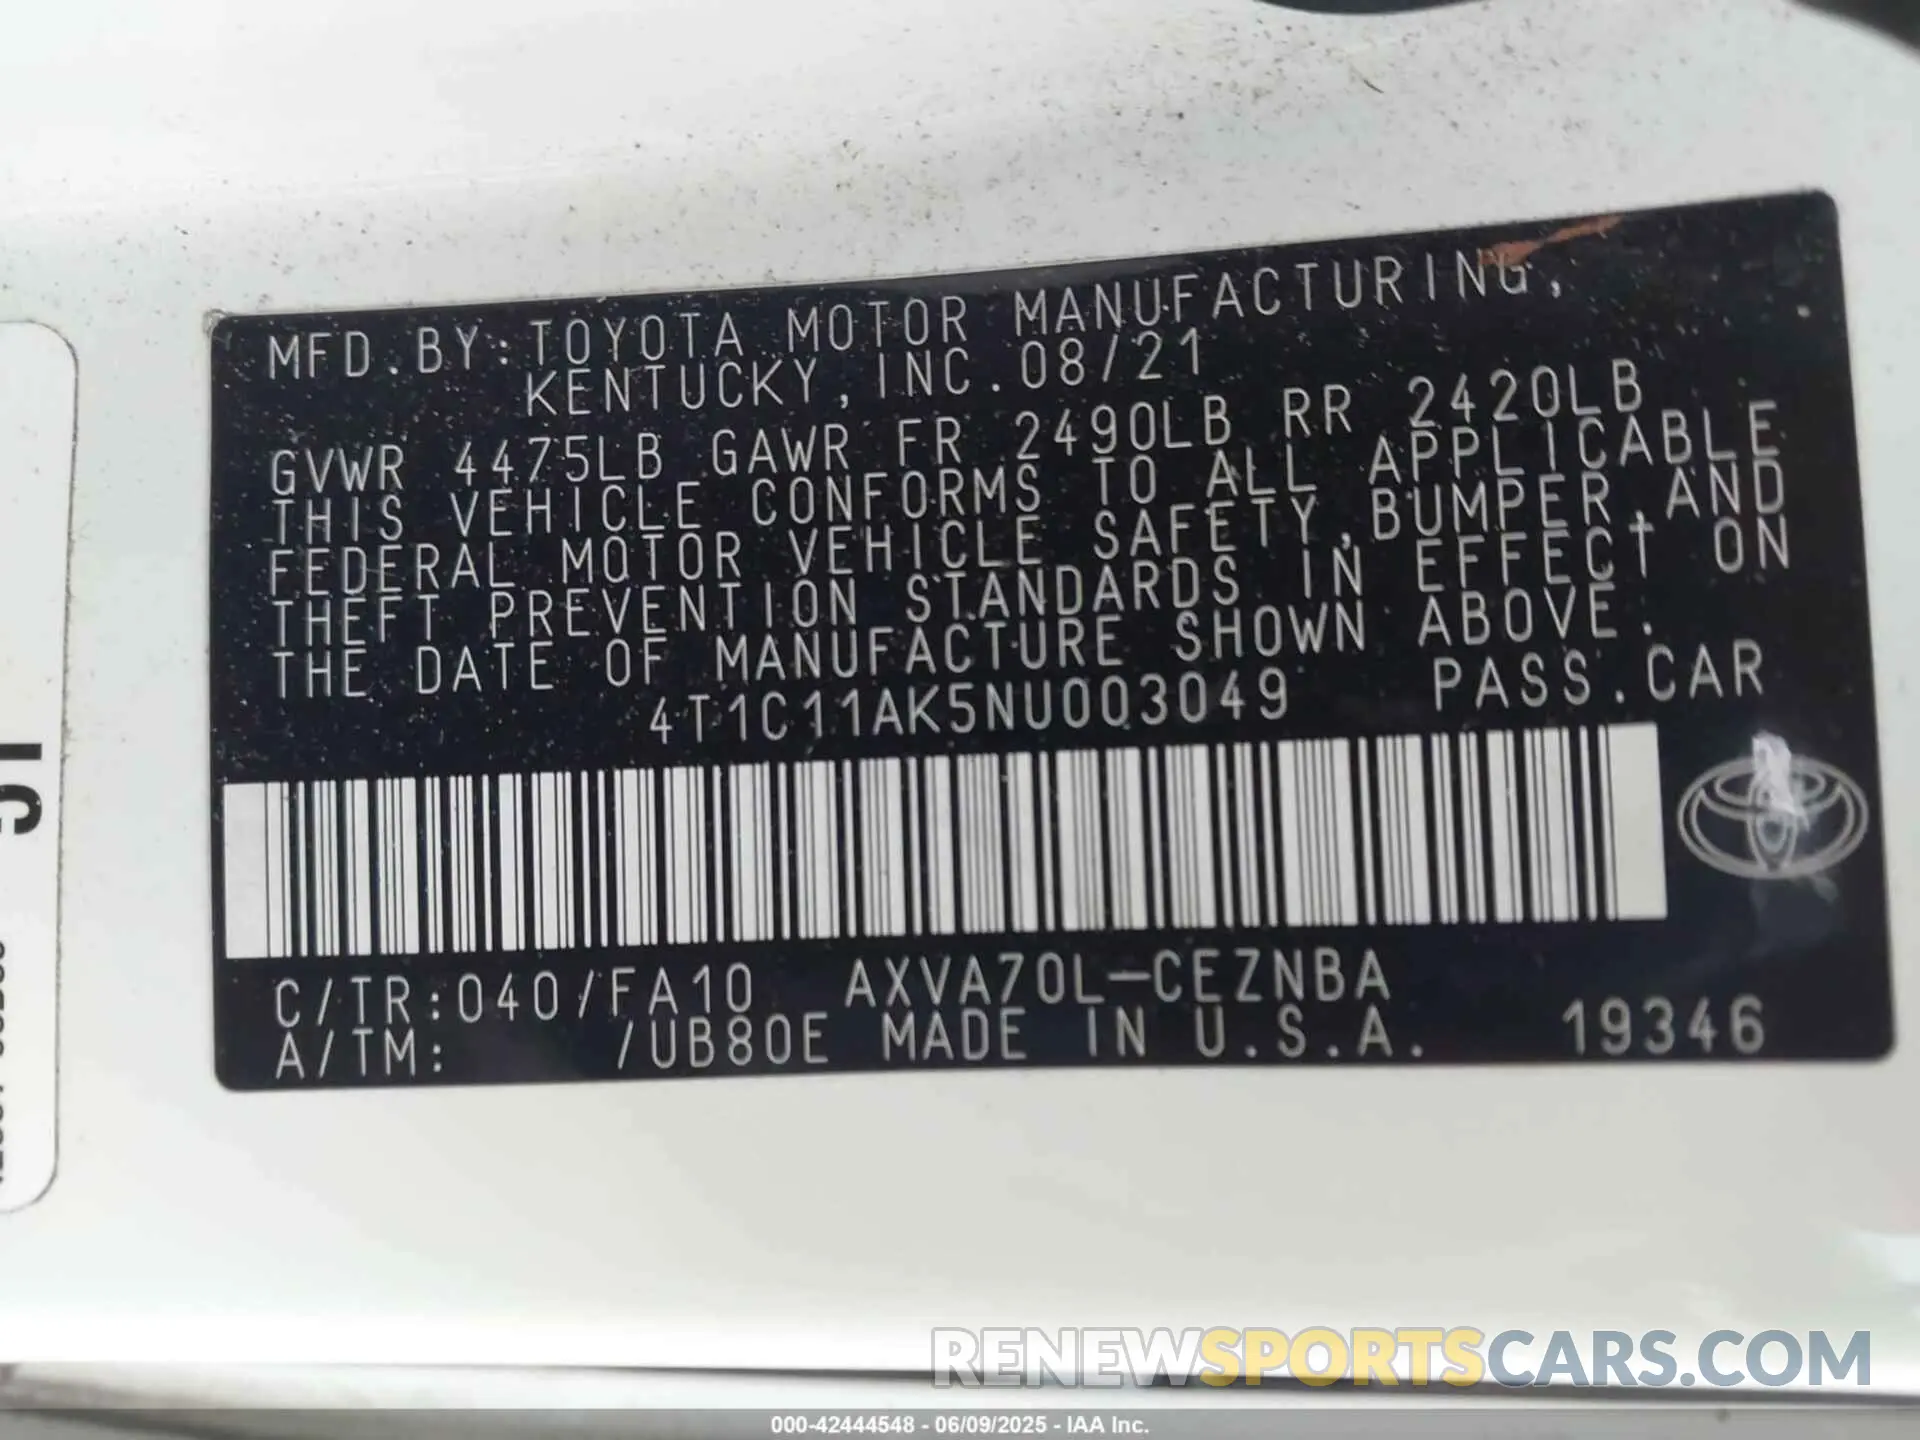 MFD.BY:TOYOTA MOTOR MANUFACTURING,
KENTUCKY, INC.08/21
GVWR 4475LB GAWR FR 2490LB RR 2420LB
THIS VEHICLE CONFORMS TO ALL APPLICABLE
FEDERAL MOTOR VEHICLE SAFETY,BUMPER,AND
THEFT PREVENTION STANDARDS IN EFFECT ON
THE DATE OF MANUFACTURE SHOWN ABOVE.
4T1C11AK5NU003049 PASS.CAR
C/TR:040/FA10 AXVA70L-CEZNBA
A/TM: /UB80E MADE IN U.S.A. 19346
RENEWSPORTSCARS.COM
000-42444548 - 06/09/2025 - IAA Inc.